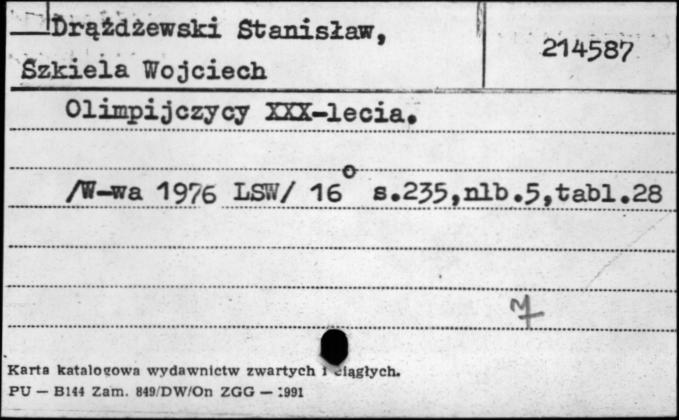 Drążdżewski Stanisław,
214587
Szkiela Wojciech
Olimpijczycy XXX-lecia.
/W-wa 1976 LSW/ 16° s.235,nlb.5,tabl.28
7
Karta katalogowa wydawnictw zwartych i ciągłych.
PU — B144 Zam. 849/DW/On ZGG — 1991